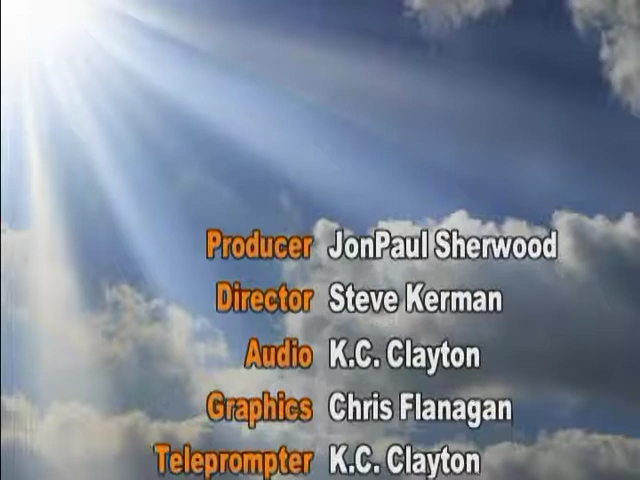 Producer JonPaul Sherwood
Director Steve Kerman
Audio K.C. Clayton
Graphics Chris Flanagan
Teleprompter K.C. Clayton